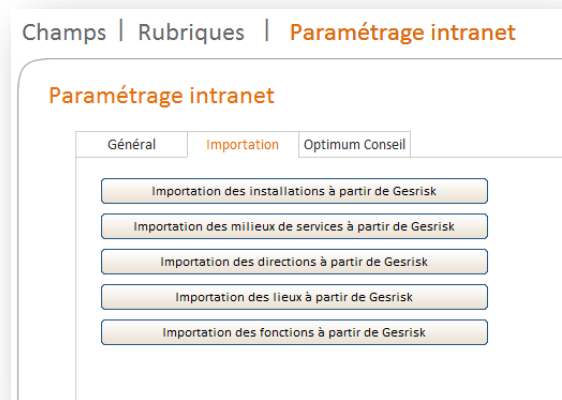 Champs | Rubriques | Paramétrage intranet
Paramétrage intranet
Général Importation Optimum Conseil
Importation des installations à partir de Gesrisk
Importation des milieux de services à partir de Gesrisk
Importation des directions à partir de Gesrisk
Importation des lieux à partir de Gesrisk
Importation des fonctions à partir de Gesrisk